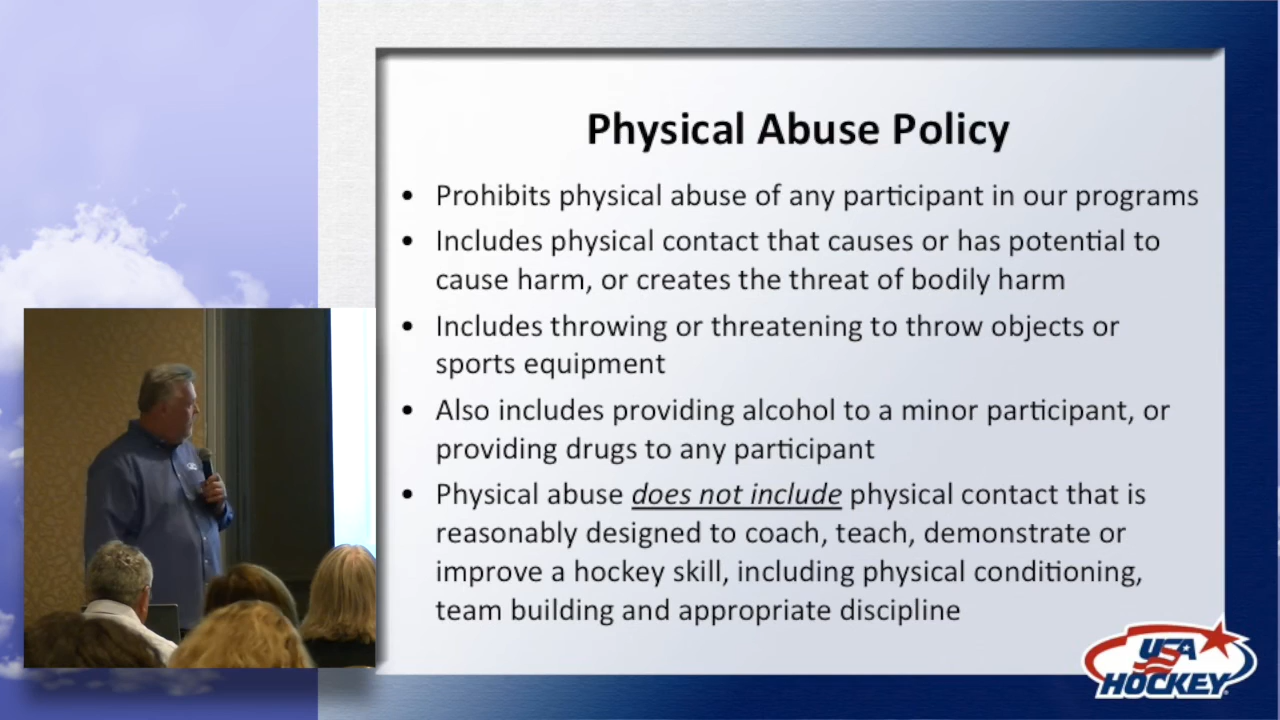 Physical Abuse Policy
• Prohibits physical abuse of any participant in our programs
• Includes physical contact that causes or has potential to
cause harm, or creates the threat of bodily harm
• Includes throwing or threatening to throw objects or
sports equipment
• Also includes providing alcohol to a minor participant, or
providing drugs to any participant
• Physical abuse does not include physical contact that is
reasonably designed to coach, teach, demonstrate or
improve a hockey skill, including physical conditioning,
team building and appropriate discipline
USA
HOCKEY